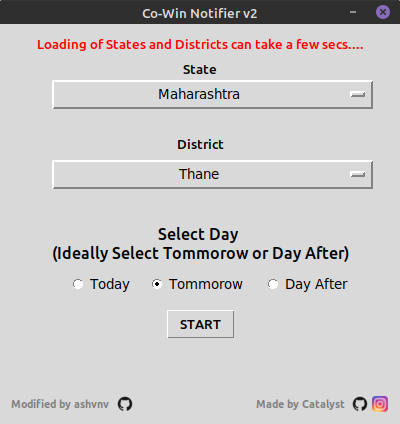 Co-Win Notifier v2
Loading of States and Districts can take a few secs....
State
Maharashtra
District
Thane
Select Day
(Ideally Select Tommorow or Day After)
Today Tommorow Day After
START
Modified by ashvnv Made by Catalyst